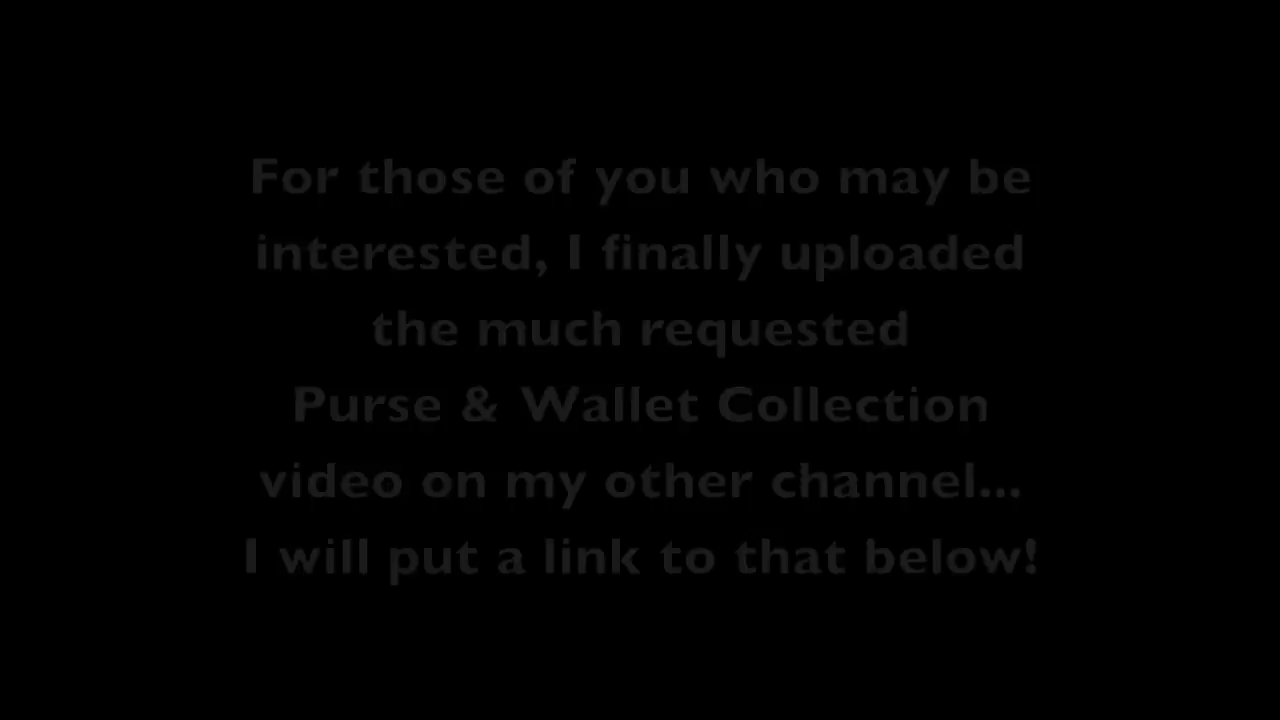 For those of you who may be
interested, I finally uploaded
the much requested
Purse & Wallet Collection
video on my other channel...
I will put a link to that below!